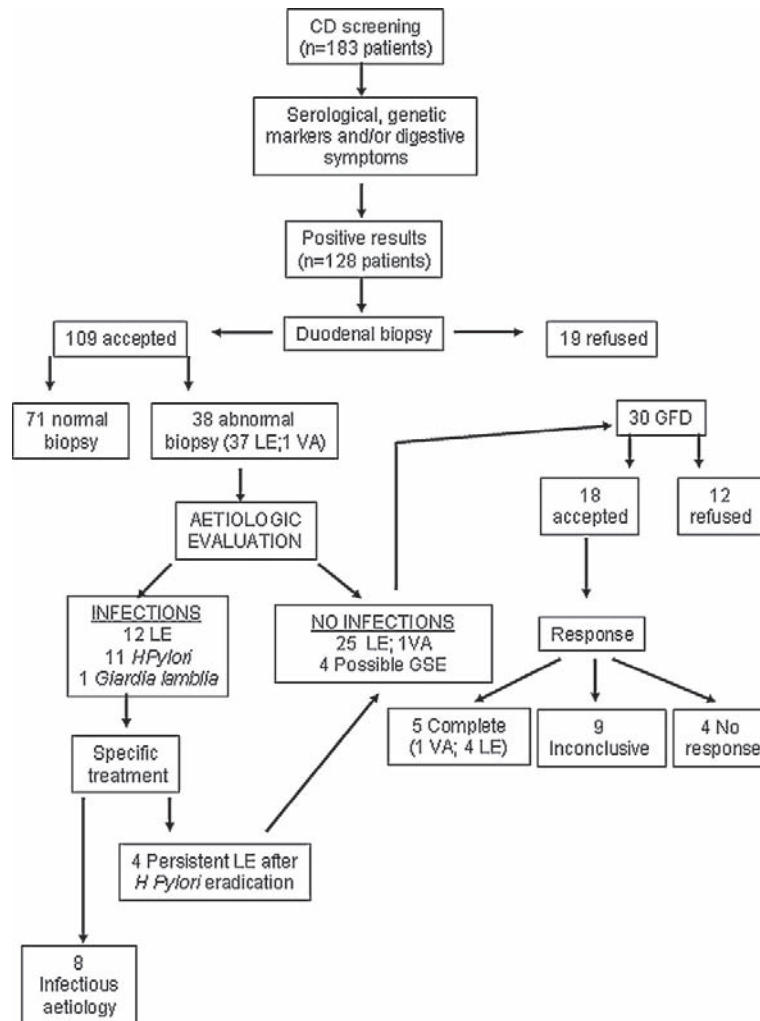 CD screening
(n=183 patients)
Serological, genetic
markers and/or digestive
symptoms
Positive results
(n=128 patients)
109 accepted
Duodenal biopsy
19 refused
71 normal
biopsy
38 abnormal
biopsy (37 LE;1 VA)
30 GFD
18
accepted
12
refused
AETIOLOGIC
EVALUATION
INFECTIONS
12 LE
11 HPylori
1 Giardia lamblia
NO INFECTIONS
25 LE; 1VA
4 Possible GSE
Response
5 Complete
(1 VA; 4 LE)
9
Inconclusive
4 No
response
Specific
treatment
4 Persistent LE after
H Pylori eradication
8
Infectious
aetiology